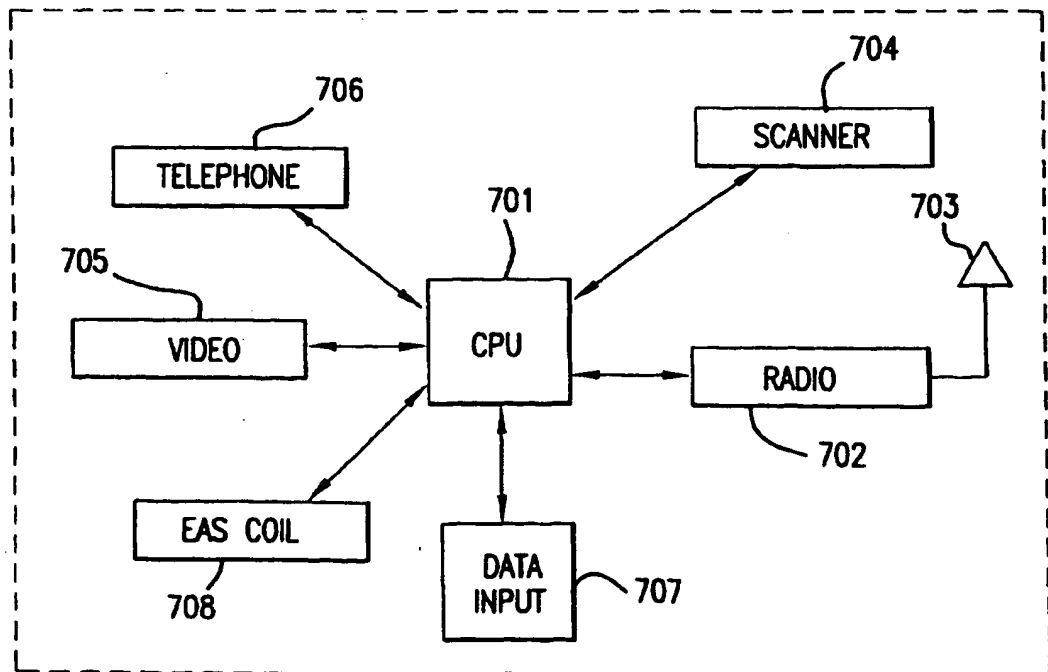 704
706
SCANNER
TELEPHONE
701
703
705
CPU
VIDEO
RADIO
702
EAS COIL
DATA
INPUT
707
708